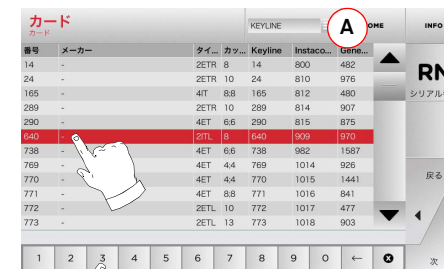 カード
カード
KEYLINE
A
OME
INFO
番号 メーカー タイ... カッ... Keyline Instaco... Gene...
14 - 2ETR 8 14 800 482
24 - 2ETR 10 24 810 976
165 - 4IT 8;8 165 812 480
289 - 2ETR 10 289 814 907
290 - 4ET 6;6 290 815 875
640 - 2ITL 8 640 909 970
738 - 4ET 6;6 738 982 1587
769 - 4ET 4;4 769 1014 926
770 - 4ET 4;4 770 1015 1441
771 - 4ET 8;8 771 1016 841
772 - 2ETL 10 772 1017 477
773 - 2ETL 13 773 1018 903
RN
シリアル
戻る
次
1 2 3 4 5 6 7 8 9 0 ←